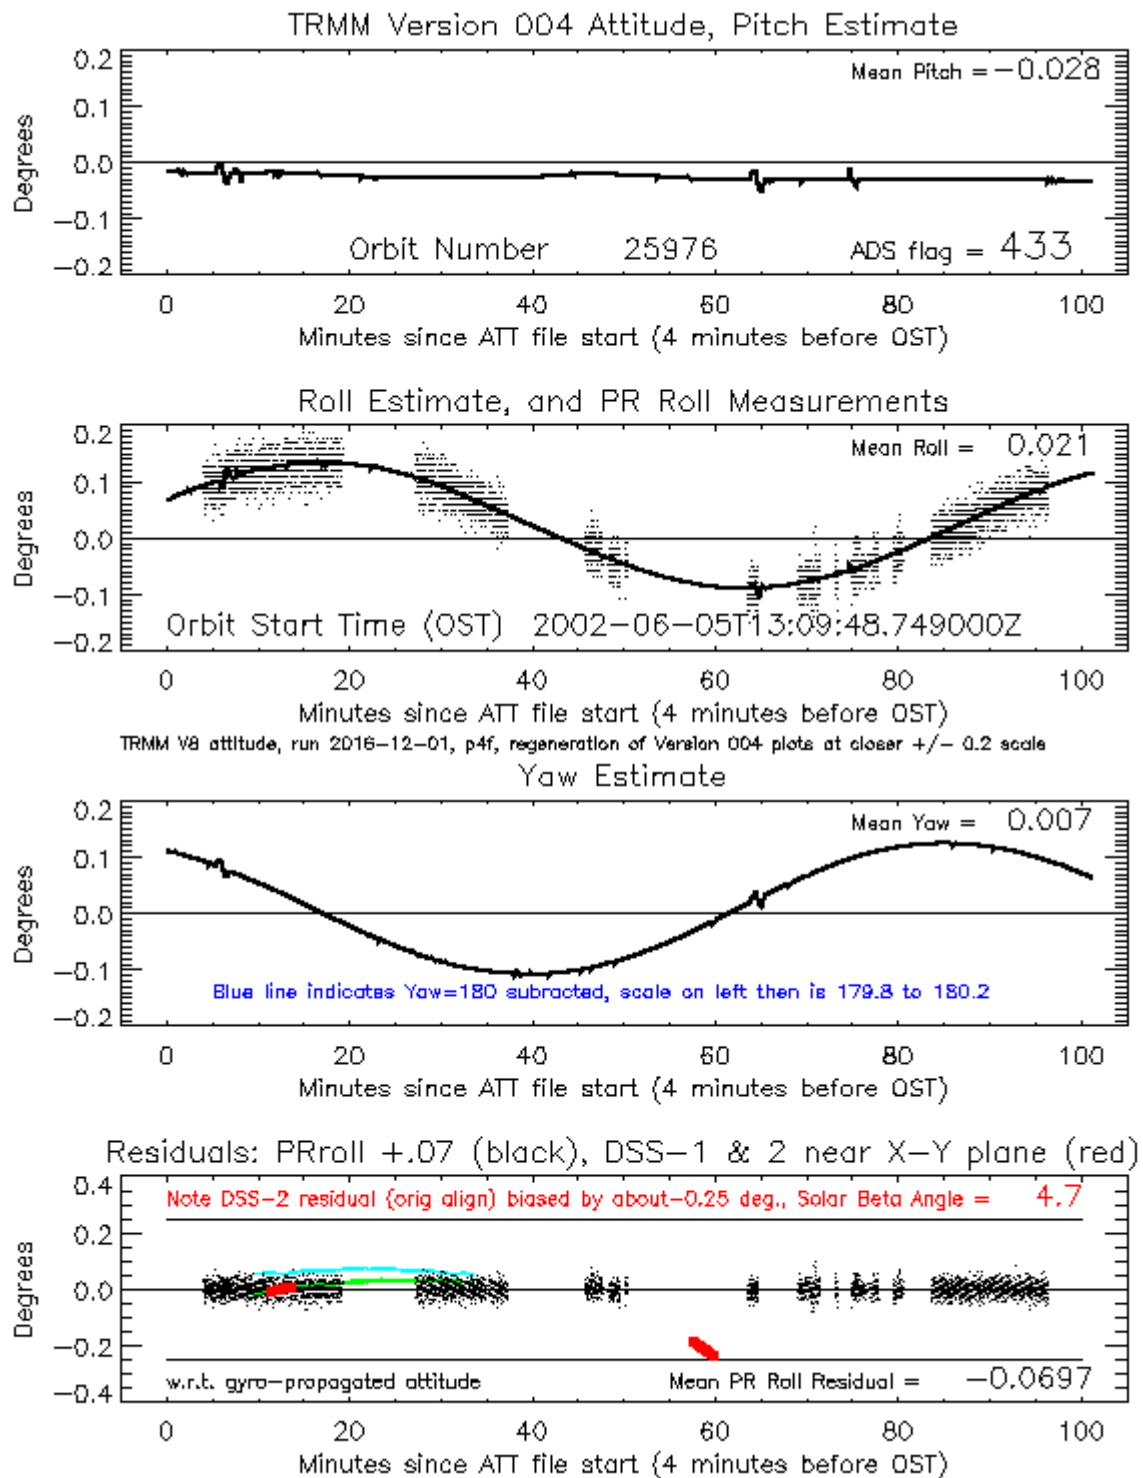 TRMM Version 004 Attitude, Pitch Estimate
Mean Pitch = -0.028
0.2
0.1
0.0
-0.1
-0.2
Degrees
Orbit Number 25976 ADS flag = 433
0 20 40 60 80 100
Minutes since ATT file start (4 minutes before OST)
Roll Estimate, and PR Roll Measurements
Mean Roll = 0.021
0.2
0.1
0.0
-0.1
-0.2
Degrees
Orbit Start Time (OST) 2002-06-05T13:09:48.749000Z
0 20 40 60 80 100
Minutes since ATT file start (4 minutes before OST)
TRMM V8 attitude, run 2016-12-01, p4f, regeneration of Version 004 plots at closer +/- 0.2 scale
Yaw Estimate
Mean Yaw = 0.007
0.2
0.1
0.0
-0.1
-0.2
Degrees
Blue line indicates Yaw=180 subracted, scale on left then is 179.8 to 180.2
0 20 40 60 80 100
Minutes since ATT file start (4 minutes before OST)
Residuals: PRroll +.07 (black), DSS-1 & 2 near X-Y plane (red)
Note DSS-2 residual (orig align) biased by about-0.25 deg., Solar Beta Angle = 4.7
0.4
0.2
0.0
-0.2
-0.4
Degrees
w.r.t. gyro-propagated attitude Mean PR Roll Residual = -0.0697
0 20 40 60 80 100
Minutes since ATT file start (4 minutes before OST)